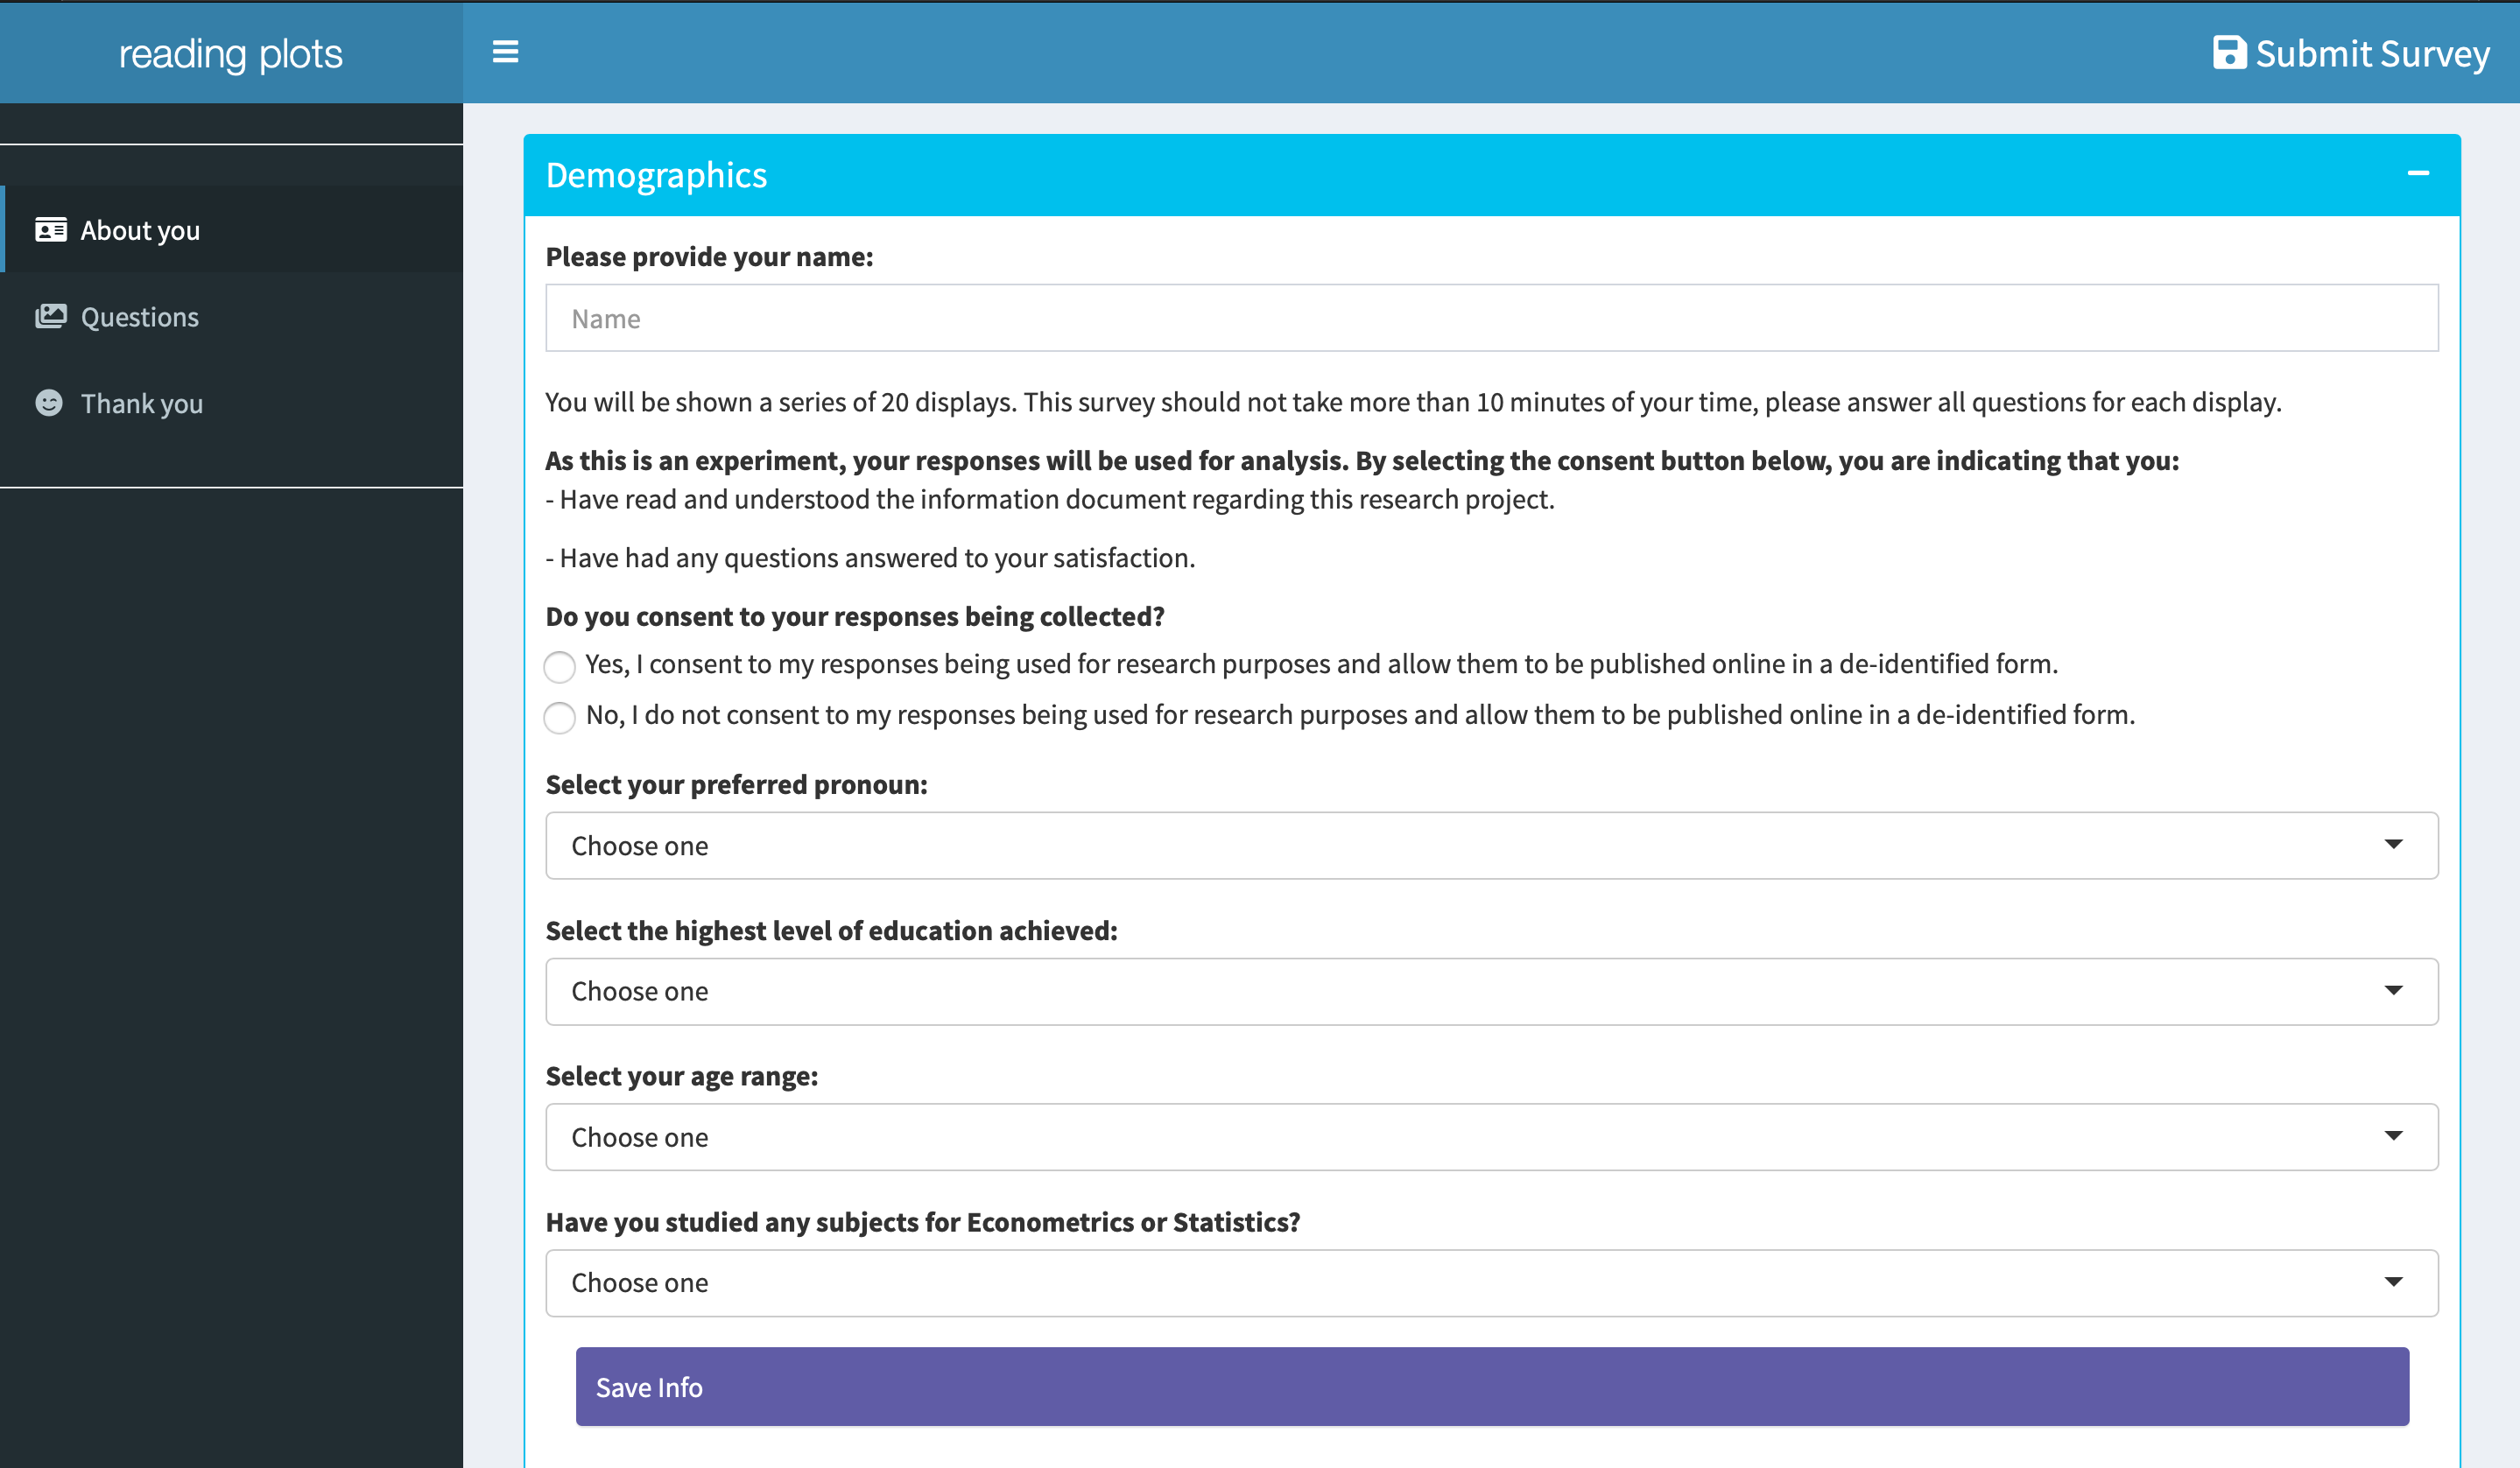 reading plots
Submit Survey
About you
Questions
Thank you
Demographics
Please provide your name:
Name
You will be shown a series of 20 displays. This survey should not take more than 10 minutes of your time, please answer all questions for each display.
As this is an experiment, your responses will be used for analysis. By selecting the consent button below, you are indicating that you:
- Have read and understood the information document regarding this research project.
- Have had any questions answered to your satisfaction.
Do you consent to your responses being collected?
Yes, I consent to my responses being used for research purposes and allow them to be published online in a de-identified form.
No, I do not consent to my responses being used for research purposes and allow them to be published online in a de-identified form.
Select your preferred pronoun:
Choose one
Select the highest level of education achieved:
Choose one
Select your age range:
Choose one
Have you studied any subjects for Econometrics or Statistics?
Choose one
Save Info